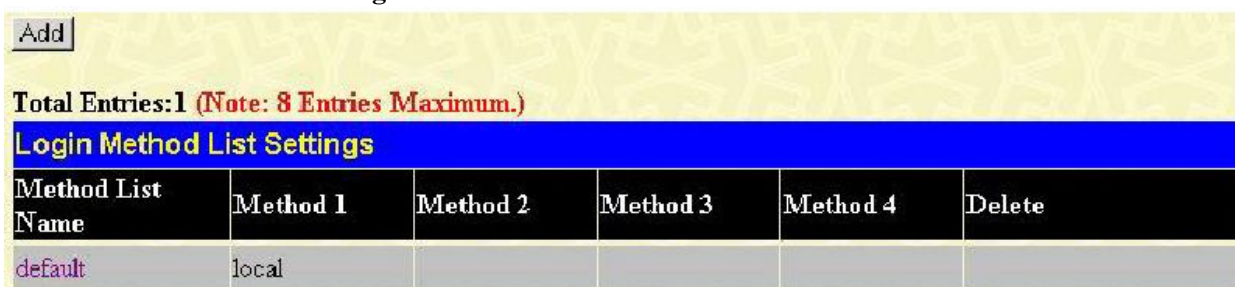 Add
Total Entries:1 (Note: 8 Entries Maximum.)
Login Method List Settings
Method List Name Method 1 Method 2 Method 3 Method 4 Delete
default local